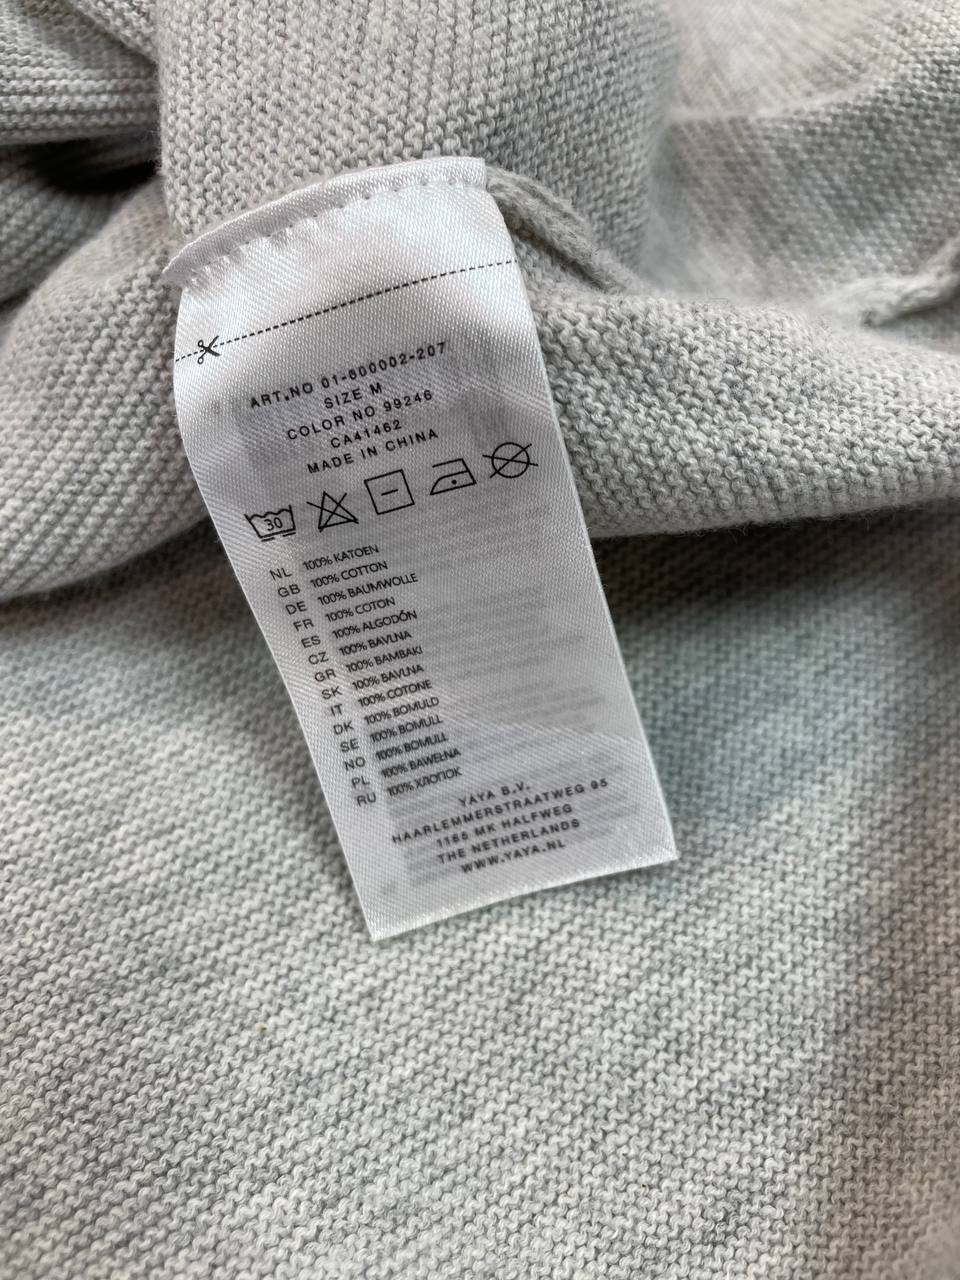 ART.NO 01-600002-207
SIZE M
COLOR NO 99246
CA41462
MADE IN CHINA
30
NL 100% KATOEN
GB 100% COTTON
DE 100% BAUMWOLLE
FR 100% COTON
ES 100% ALGODÓN
CZ 100% BAVLNA
GR 100% BAMBAKI
SK 100% BAVLNA
IT 100% COTONE
DK 100% BOMULD
SE 100% BOMULL
NO 100% BOMULL
PL 100% BAWEŁNA
RU 100% ХЛОПОК
YAYA B.V.
HAARLEMMERSTRAATWEG 95
1165 MK HALFWEG
THE NETHERLANDS
WWW.YAYA.NL